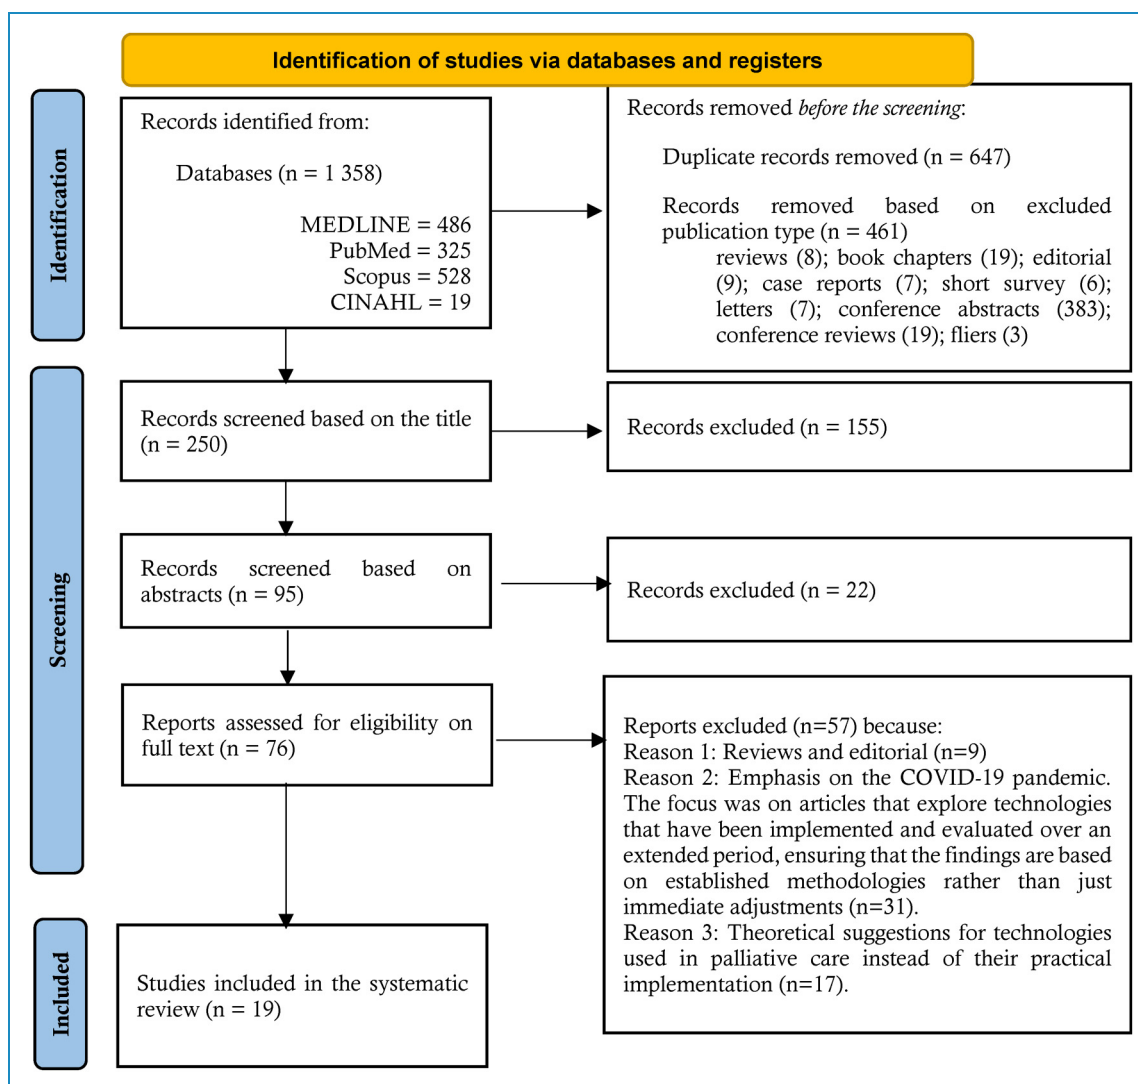 Identification of studies via databases and registers
Identification
Records identified from:
Databases (n = 1 358)
MEDLINE = 486
PubMed = 325
Scopus = 528
CINAHL = 19
Records removed before the screening:
Duplicate records removed (n = 647)
Records removed based on excluded
publication type (n = 461)
reviews (8); book chapters (19); editorial
(9); case reports (7); short survey (6);
letters (7); conference abstracts (383);
conference reviews (19); fliers (3)
Screening
Records screened based on the title
(n = 250)
Records excluded (n = 155)
Records screened based on
abstracts (n = 95)
Records excluded (n = 22)
Reports assessed for eligibility on
full text (n = 76)
Reports excluded (n=57) because:
Reason 1: Reviews and editorial (n=9)
Reason 2: Emphasis on the COVID-19 pandemic.
The focus was on articles that explore technologies
that have been implemented and evaluated over an
extended period, ensuring that the findings are based
on established methodologies rather than just
immediate adjustments (n=31).
Reason 3: Theoretical suggestions for technologies
used in palliative care instead of their practical
implementation (n=17).
Included
Studies included in the systematic
review (n = 19)